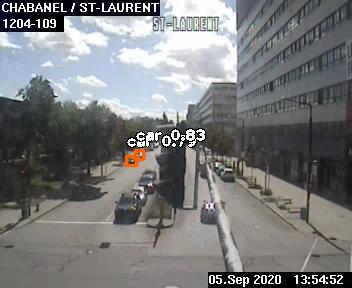 CHABANEL / ST-LAURENT
1204-109
ST-LAURENT
car 0.83
car 0.79
05.Sep 2020 13:54:52